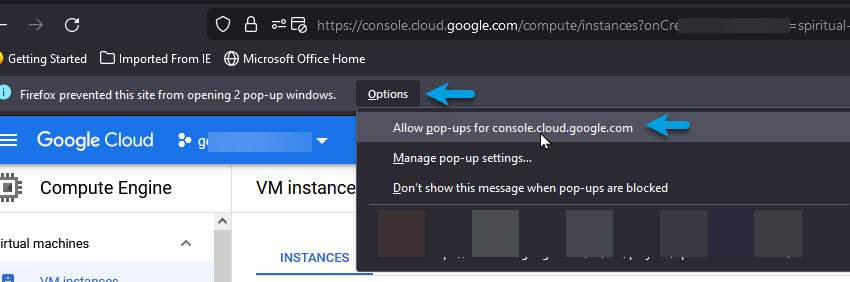 https://console.cloud.google.com/compute/instances?onCre =spiritual-
Getting Started Imported From IE Microsoft Office Home
Firefox prevented this site from opening 2 pop-up windows. Options
Allow pop-ups for console.cloud.google.com
Google Cloud
Manage pop-up settings...
Compute Engine VM instance
Don't show this message when pop-ups are blocked
irtual machines
INSTANCES
VM instances